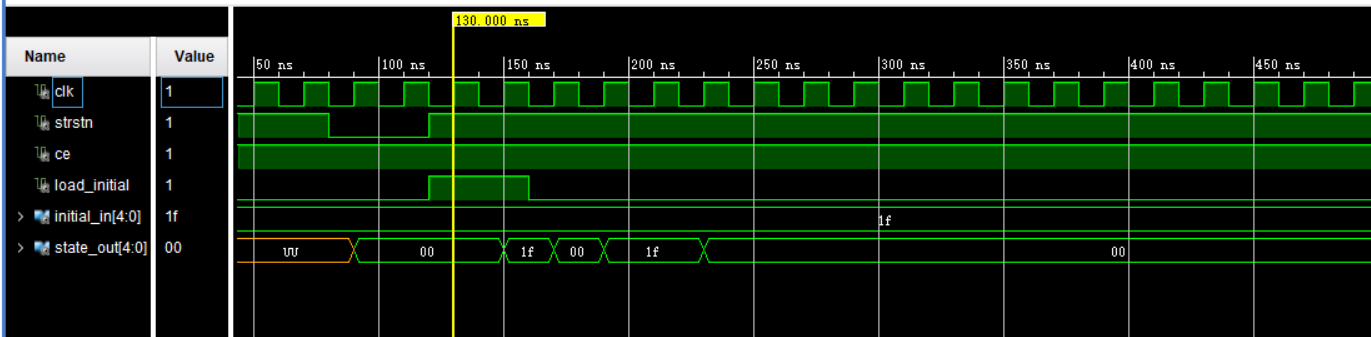 130.000 ns
Name Value
50 ns 100 ns 150 ns 200 ns 250 ns 300 ns 350 ns 400 ns 450 ns
clk 1
strstn 1
ce 1
load_initial 1
initial_in[4:0] 1f 1f
state_out[4:0] 00 UU 00 1f 00 1f 00